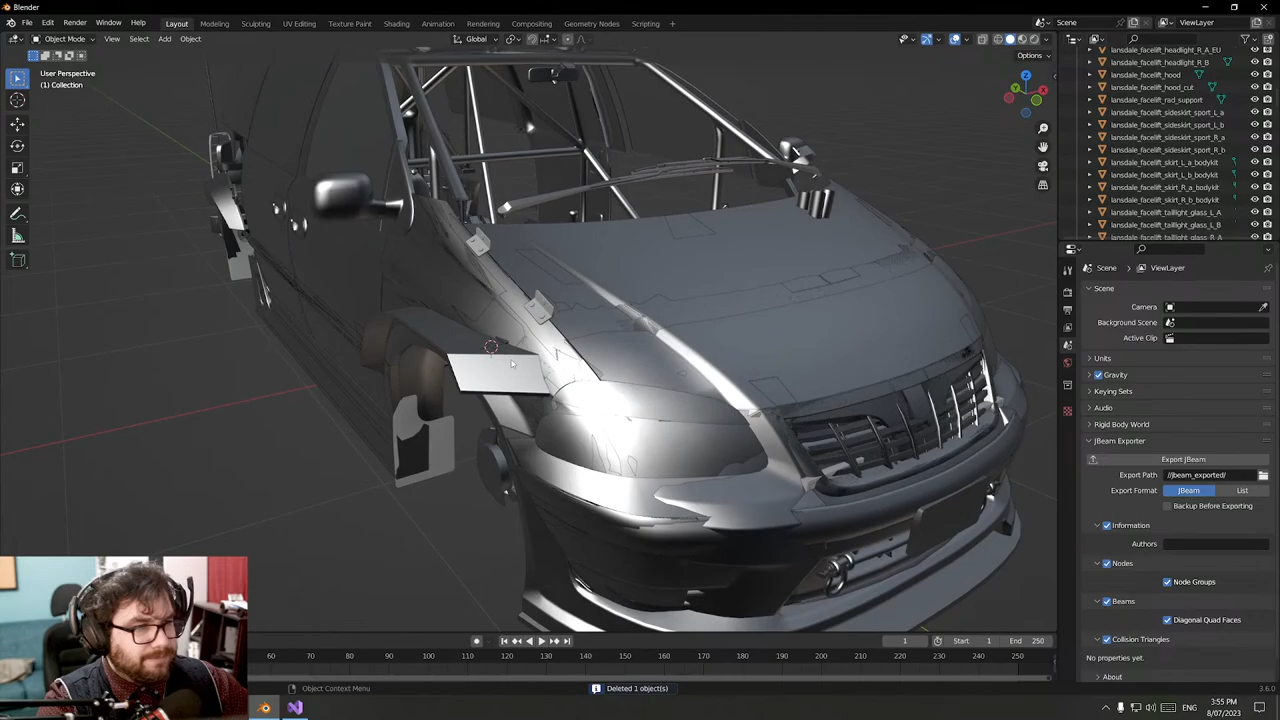 Blender
File Edit Render Window Help
Layout Modeling Sculpting UV Editing Texture Paint Shading Animation Rendering Compositing Geometry Nodes Scripting +
Scene
ViewLayer
Object Mode View Select Add Object
Global
Options
User Perspective
(1) Collection
X
Y
Z
lansdale_facelift_headlight_R_A_EU
lansdale_facelift_headlight_R_B
lansdale_facelift_hood
lansdale_facelift_hood_cut
lansdale_facelift_rad_support
lansdale_facelift_sideskirt_sport_L_a
lansdale_facelift_sideskirt_sport_L_b
lansdale_facelift_sideskirt_sport_R_a
lansdale_facelift_sideskirt_sport_R_b
lansdale_facelift_skirt_L_a_bodykit
lansdale_facelift_skirt_L_b_bodykit
lansdale_facelift_skirt_R_a_bodykit
lansdale_facelift_skirt_R_b_bodykit
lansdale_facelift_taillight_glass_L_A
lansdale_facelift_taillight_glass_L_B
lansdale_facelift_taillight_glass_R_A
Scene ViewLayer
Scene
Camera
Background Scene
Active Clip
Units
Gravity
Keying Sets
Audio
Rigid Body World
JBeam Exporter
Export JBeam
Export Path //jbeam_exported/
Export Format JBeam List
Backup Before Exporting
Information
Authors
Nodes
Node Groups
Beams
Diagonal Quad Faces
Collision Triangles
No properties yet.
About
1 Start 1 End 250
60 70 80 90 100 110 120 130 140 150 160 170 180 190 200 210 220 230 240 250
Object Context Menu
Deleted 1 object(s)
3.6.0
3:55 PM
8/07/2023